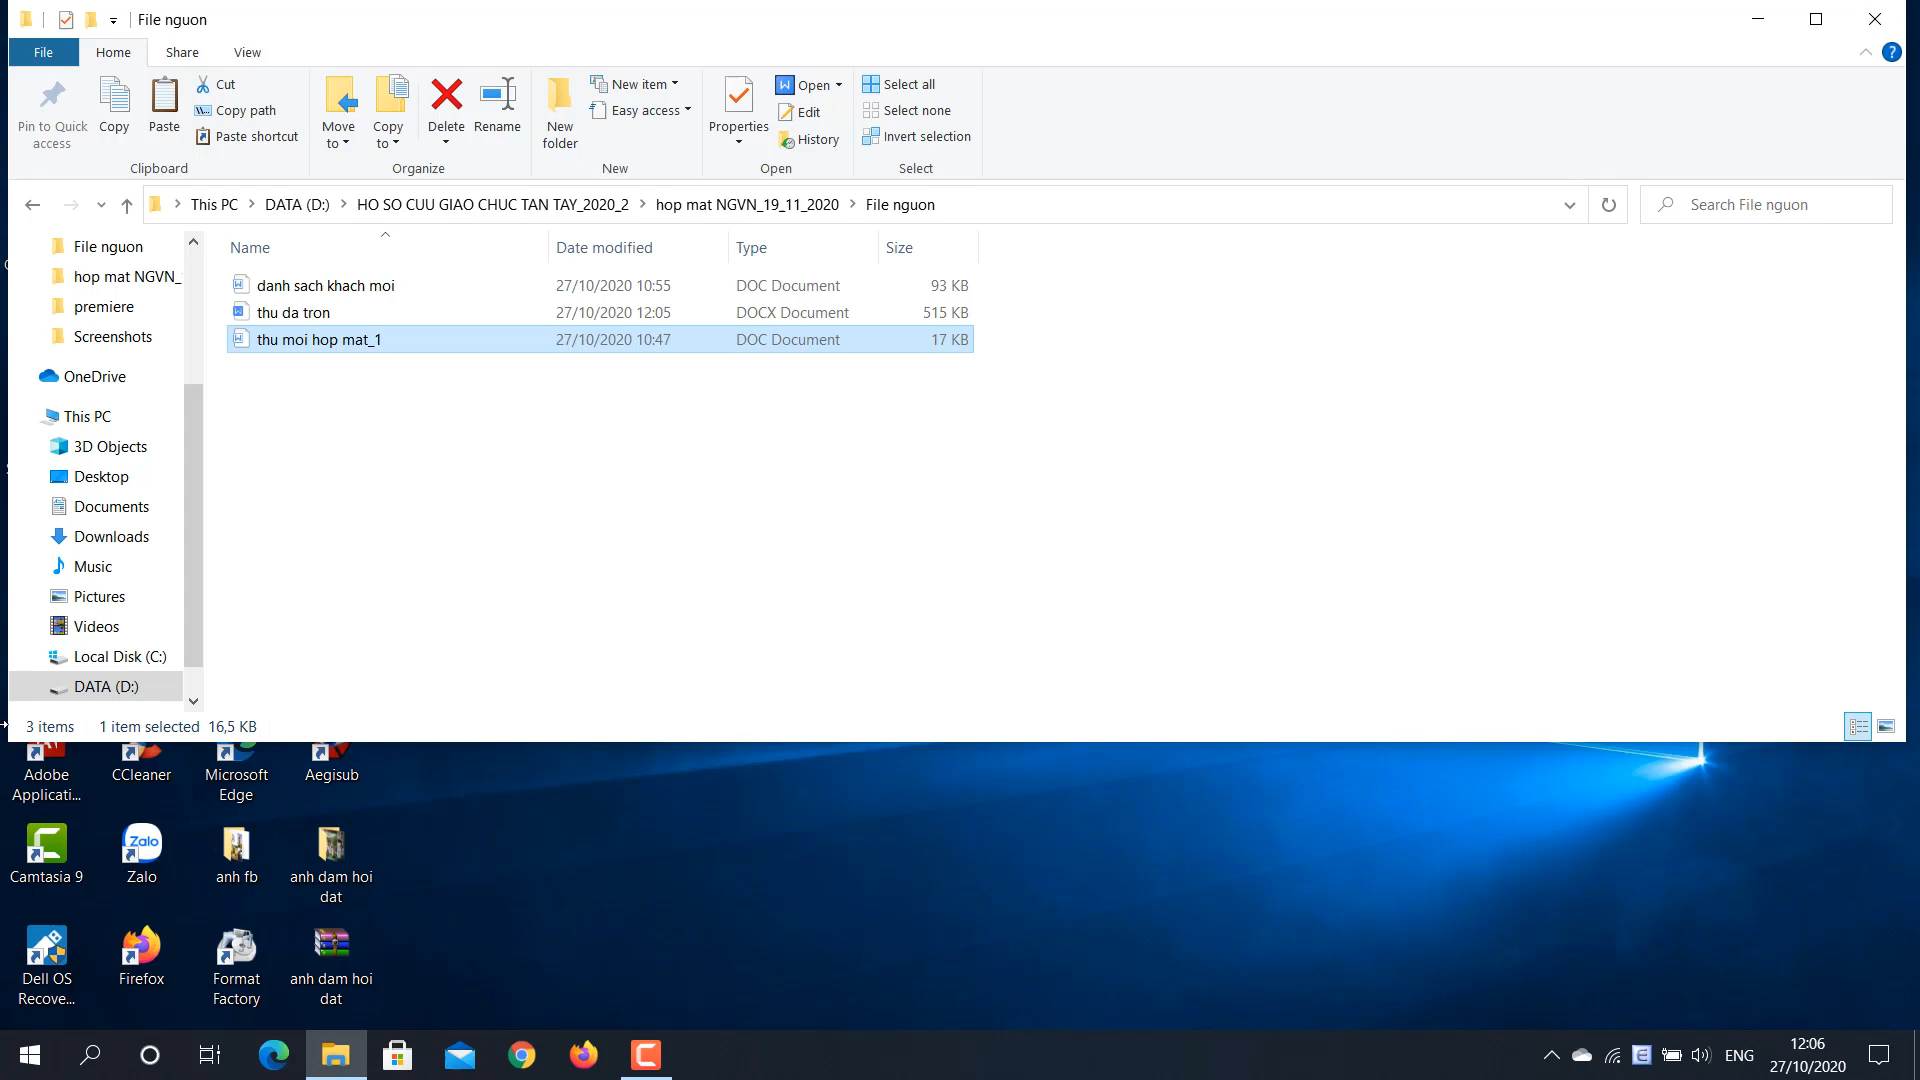 File nguon
File Home Share View
Pin to Quick access
Copy
Paste
Cut
Copy path
Paste shortcut
Clipboard
Move to
Copy to
Delete
Rename
Organize
New folder
New item
Easy access
New
Properties
Open
Edit
History
Open
Select all
Select none
Invert selection
Select
This PC DATA (D:) HO SO CUU GIAO CHUC TAN TAY_2020_2 hop mat NGVN_19_11_2020 File nguon
Search File nguon
File nguon
hop mat NGVN_
premiere
Screenshots
OneDrive
This PC
3D Objects
Desktop
Documents
Downloads
Music
Pictures
Videos
Local Disk (C:)
DATA (D:)
Name Date modified Type Size
danh sach khach moi 27/10/2020 10:55 DOC Document 93 KB
thu da tron 27/10/2020 12:05 DOCX Document 515 KB
thu moi hop mat_1 27/10/2020 10:47 DOC Document 17 KB
3 items 1 item selected 16,5 KB
Adobe Applicati...
CCleaner
Microsoft Edge
Aegisub
Camtasia 9
Zalo
Zalo
anh fb
anh dam hoi dat
Dell OS Recove...
Firefox
Format Factory
anh dam hoi dat
ENG
12:06
27/10/2020